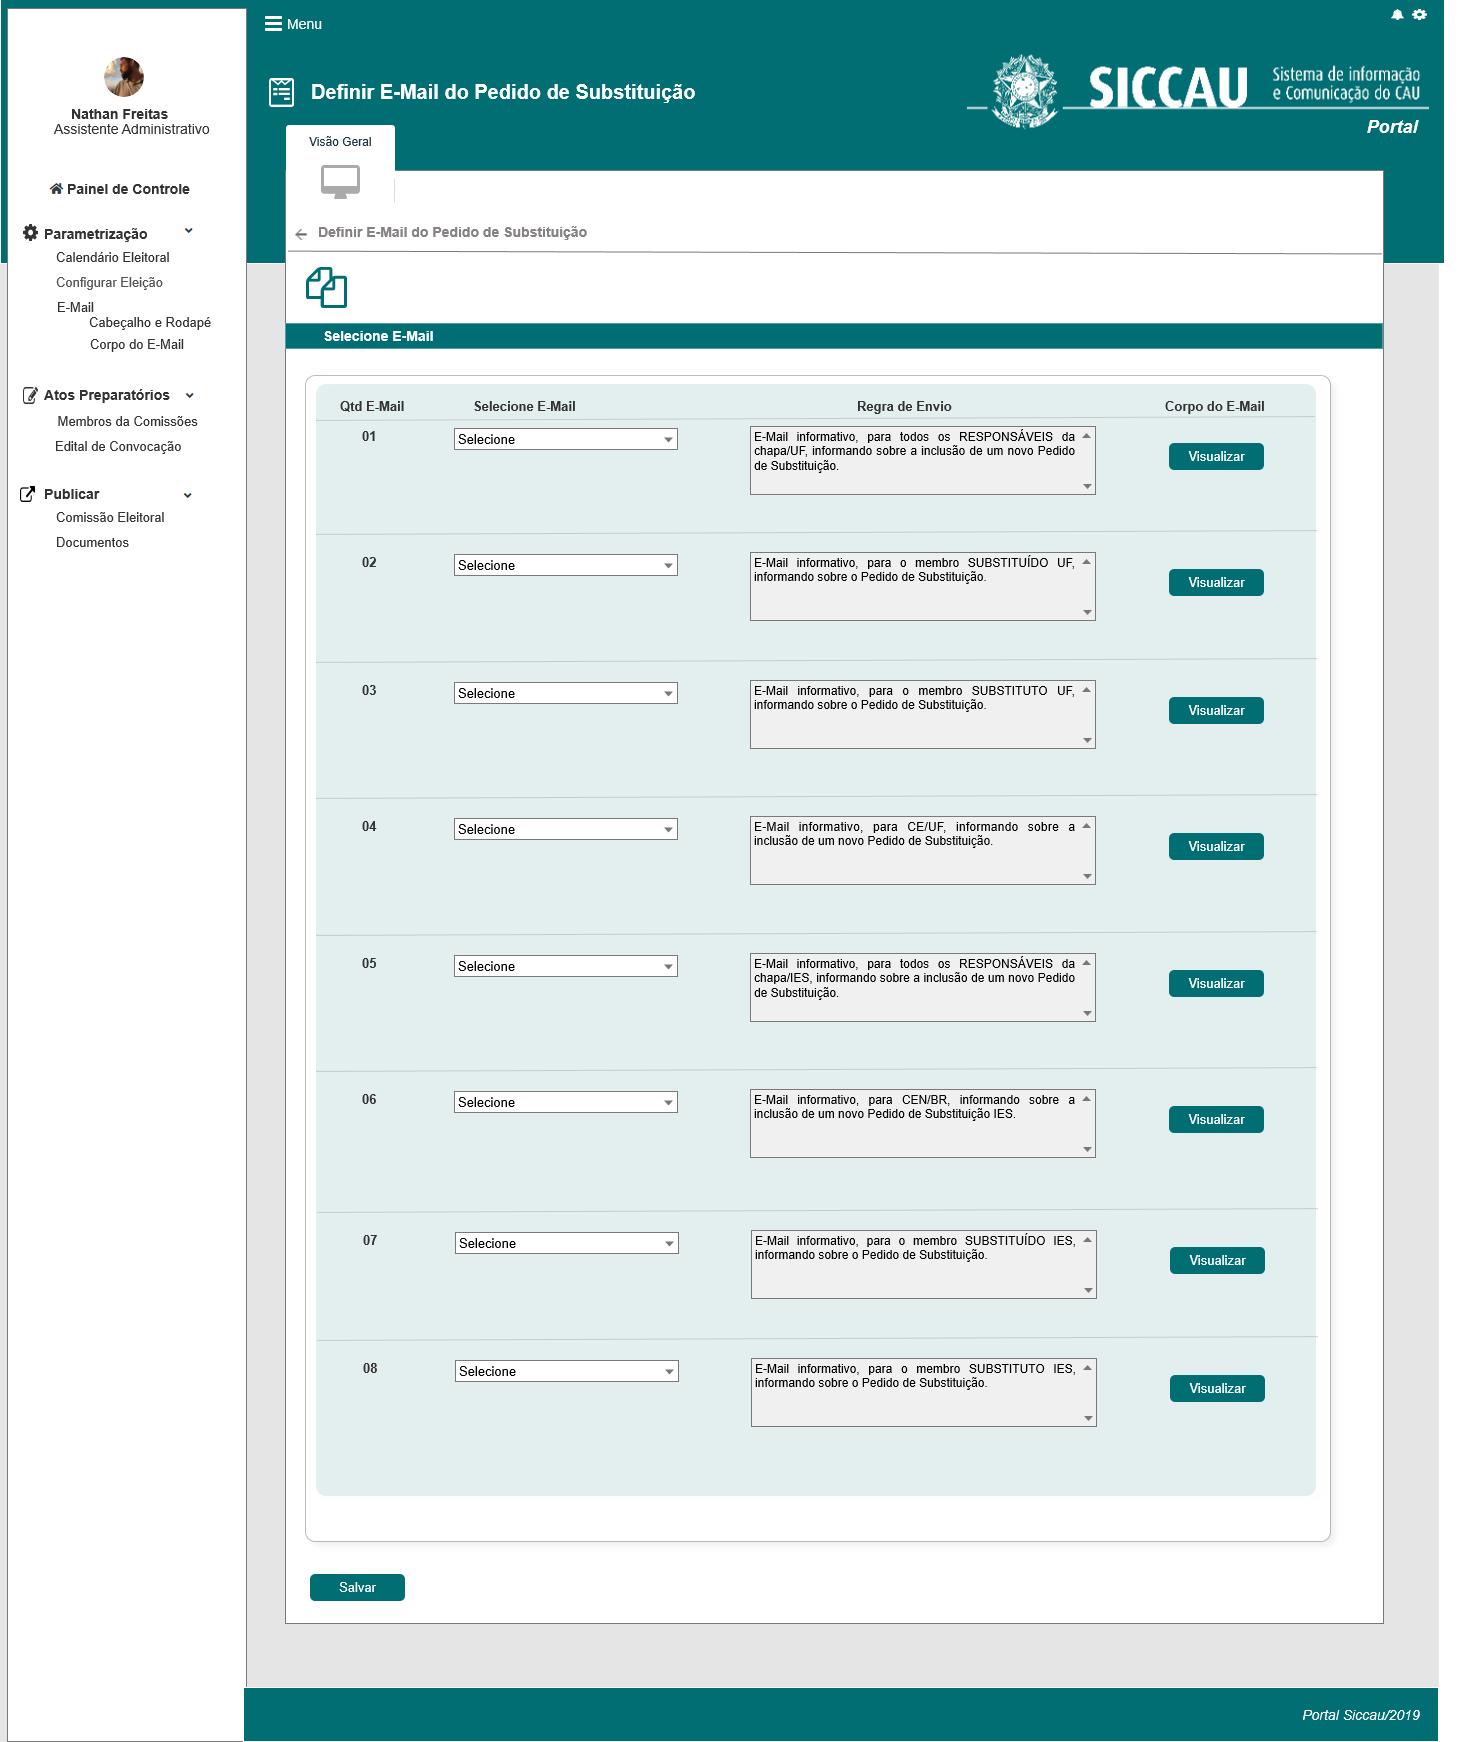 Menu
Definir E-Mail do Pedido de Substituição
SICCAU
Sistema de informação
e Comunicação do CAU
Portal
Nathan Freitas
Assistente Administrativo
Painel de Controle
Parametrização
Calendário Eleitoral
Configurar Eleição
E-Mail
Cabeçalho e Rodapé
Corpo do E-Mail
Atos Preparatórios
Membros da Comissões
Edital de Convocação
Publicar
Comissão Eleitoral
Documentos
Visão Geral
Definir E-Mail do Pedido de Substituição
Selecione E-Mail
Qtd E-Mail Selecione E-Mail Regra de Envio Corpo do E-Mail
01
Selecione
E-Mail informativo, para todos os RESPONSÁVEIS da
chapa/UF, informando sobre a inclusão de um novo Pedido
de Substituição.
Visualizar
02
Selecione
E-Mail informativo, para o membro SUBSTITUÍDO UF,
informando sobre o Pedido de Substituição.
Visualizar
03
Selecione
E-Mail informativo, para o membro SUBSTITUTO UF,
informando sobre o Pedido de Substituição.
Visualizar
04
Selecione
E-Mail informativo, para CE/UF, informando sobre a
inclusão de um novo Pedido de Substituição.
Visualizar
05
Selecione
E-Mail informativo, para todos os RESPONSÁVEIS da
chapa/IES, informando sobre a inclusão de um novo Pedido
de Substituição.
Visualizar
06
Selecione
E-Mail informativo, para CEN/BR, informando sobre a
inclusão de um novo Pedido de Substituição IES.
Visualizar
07
Selecione
E-Mail informativo, para o membro SUBSTITUÍDO IES,
informando sobre o Pedido de Substituição.
Visualizar
08
Selecione
E-Mail informativo, para o membro SUBSTITUTO IES,
informando sobre o Pedido de Substituição.
Visualizar
Salvar
Portal Siccau/2019